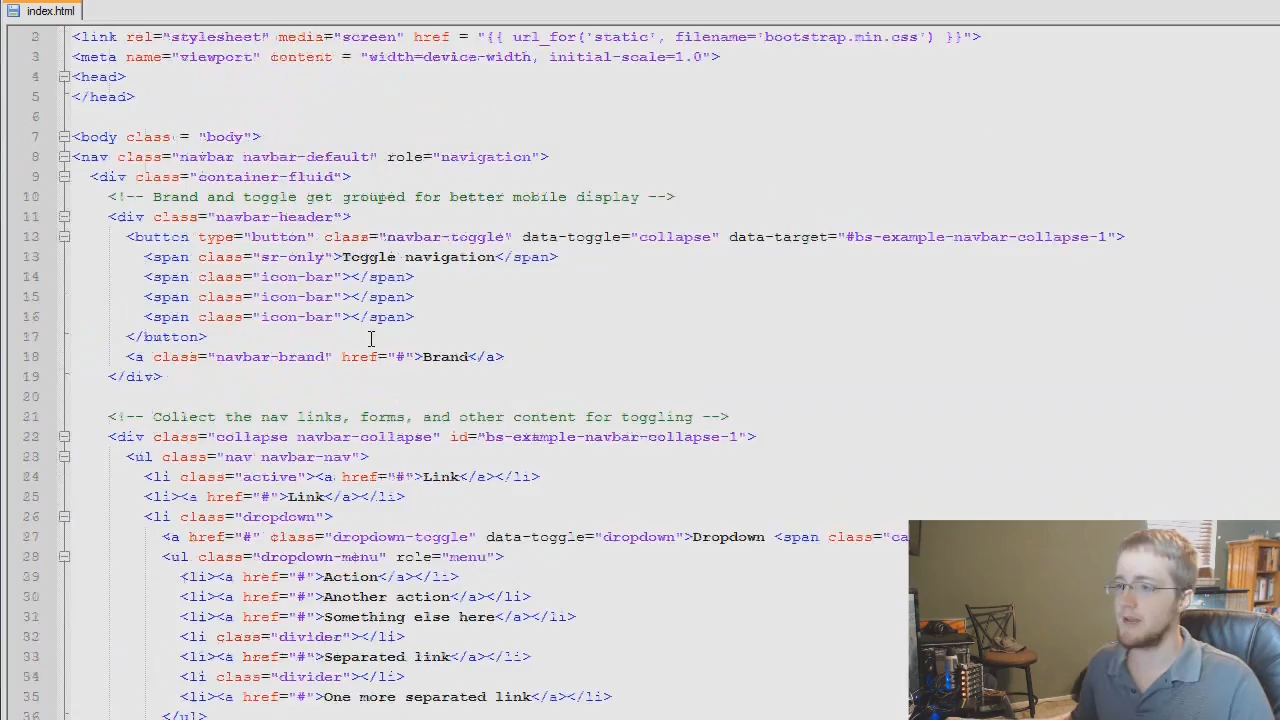 index.html
2 <link rel="stylesheet" media="screen" href = "{{ url_for('static', filename='bootstrap.min.css') }}">
3 <meta name="viewport" content = "width=device-width, initial-scale=1.0">
4 <head>
5 </head>
6
7 <body class = "body">
8 <nav class="navbar navbar-default" role="navigation">
9 <div class="container-fluid">
10 <!-- Brand and toggle get grouped for better mobile display -->
11 <div class="navbar-header">
12 <button type="button" class="navbar-toggle" data-toggle="collapse" data-target="#bs-example-navbar-collapse-1">
13 <span class="sr-only">Toggle navigation</span>
14 <span class="icon-bar"></span>
15 <span class="icon-bar"></span>
16 <span class="icon-bar"></span>
17 </button>
18 <a class="navbar-brand" href="#">Brand</a>
19 </div>
20
21 <!-- Collect the nav links, forms, and other content for toggling -->
22 <div class="collapse navbar-collapse" id="bs-example-navbar-collapse-1">
23 <ul class="nav navbar-nav">
24 <li class="active"><a href="#">Link</a></li>
25 <li><a href="#">Link</a></li>
26 <li class="dropdown">
27 <a href="#" class="dropdown-toggle" data-toggle="dropdown">Dropdown <span class="ca
28 <ul class="dropdown-menu" role="menu">
29 <li><a href="#">Action</a></li>
30 <li><a href="#">Another action</a></li>
31 <li><a href="#">Something else here</a></li>
32 <li class="divider"></li>
33 <li><a href="#">Separated link</a></li>
34 <li class="divider"></li>
35 <li><a href="#">One more separated link</a></li>
36 </ul>